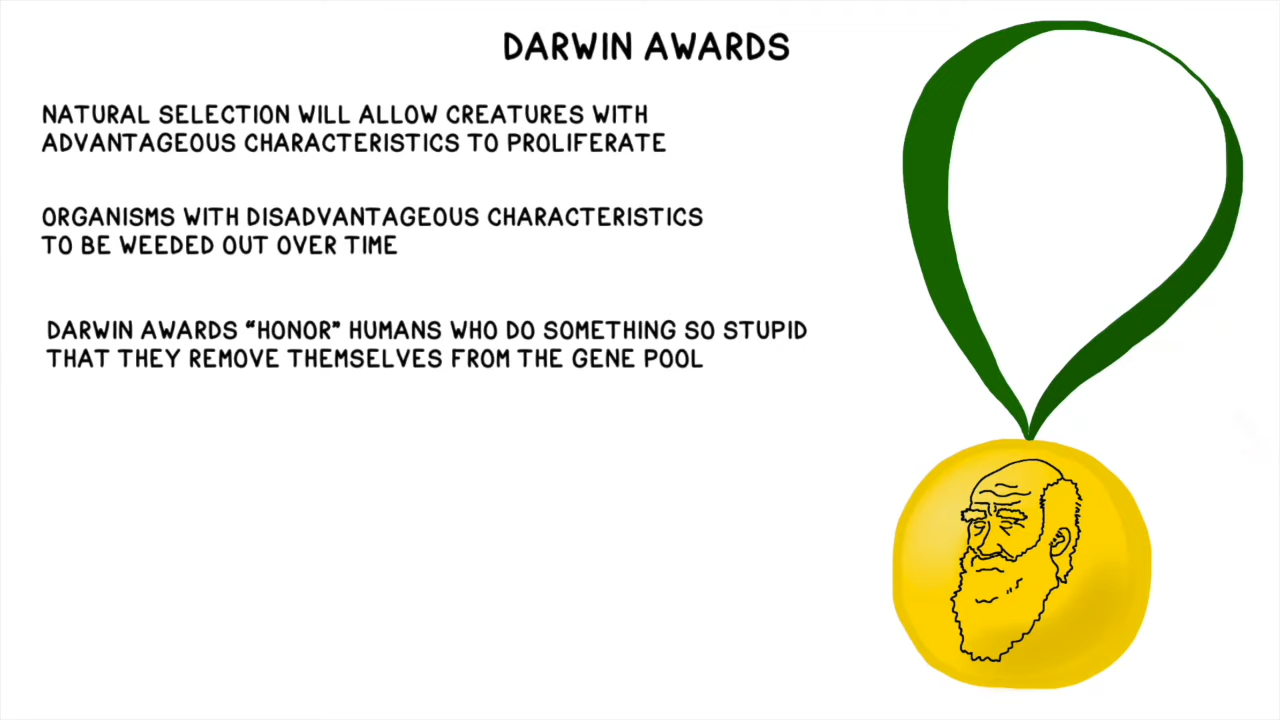 DARWIN AWARDS
NATURAL SELECTION WILL ALLOW CREATURES WITH
ADVANTAGEOUS CHARACTERISTICS TO PROLIFERATE
ORGANISMS WITH DISADVANTAGEOUS CHARACTERISTICS
TO BE WEEDED OUT OVER TIME
DARWIN AWARDS “HONOR” HUMANS WHO DO SOMETHING SO STUPID
THAT THEY REMOVE THEMSELVES FROM THE GENE POOL